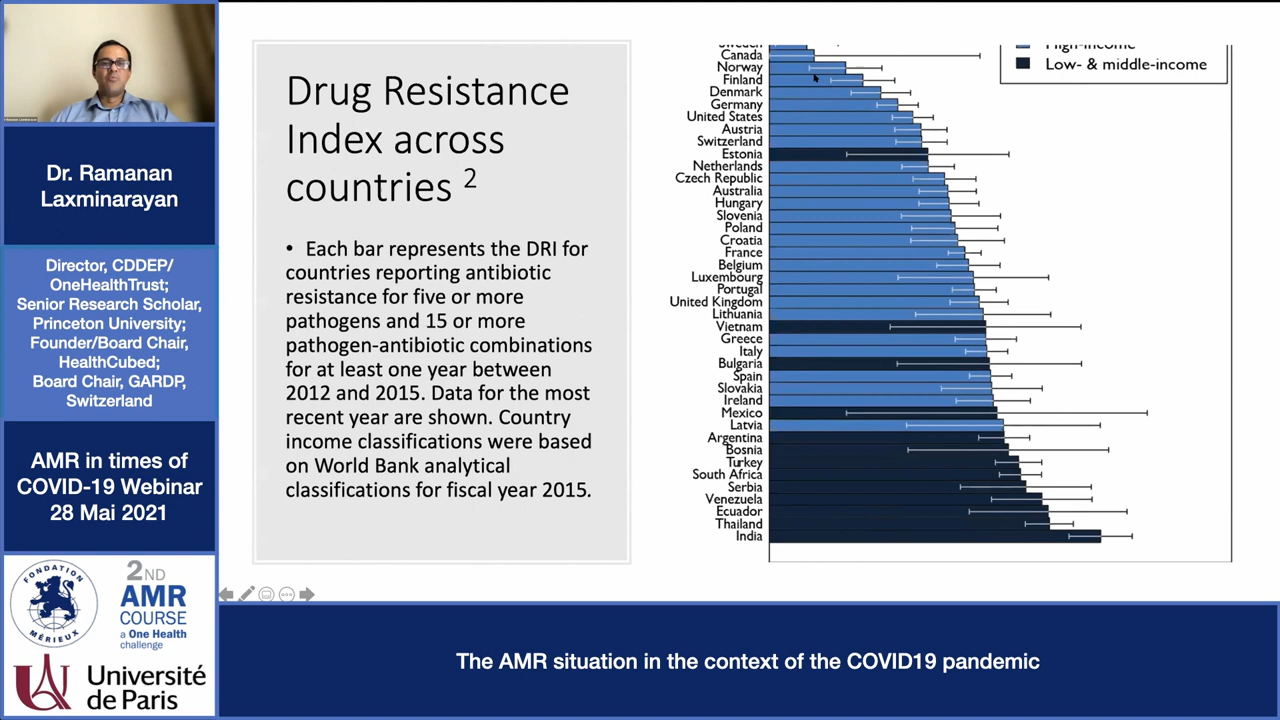 Dr. Ramanan
Laxminarayan
Director, CDDEP/
OneHealthTrust;
Senior Research Scholar,
Princeton University;
Founder/Board Chair,
HealthCubed;
Board Chair, GARDP,
Switzerland
AMR in times of
COVID-19 Webinar
28 Mai 2021
FONDATION
MÉRIEUX
2ND
AMR
COURSE
a One Health
challenge
Université
de Paris
Drug Resistance
Index across
countries 2
• Each bar represents the DRI for
countries reporting antibiotic
resistance for five or more
pathogens and 15 or more
pathogen-antibiotic combinations
for at least one year between
2012 and 2015. Data for the most
recent year are shown. Country
income classifications were based
on World Bank analytical
classifications for fiscal year 2015.
Sweden
Canada
Norway
Finland
Denmark
Germany
United States
Austria
Switzerland
Estonia
Netherlands
Czech Republic
Australia
Hungary
Slovenia
Poland
Croatia
France
Belgium
Luxembourg
Portugal
United Kingdom
Lithuania
Vietnam
Greece
Italy
Bulgaria
Spain
Slovakia
Ireland
Mexico
Latvia
Argentina
Bosnia
Turkey
South Africa
Serbia
Venezuela
Ecuador
Thailand
India
High-income
Low- & middle-income
The AMR situation in the context of the COVID19 pandemic